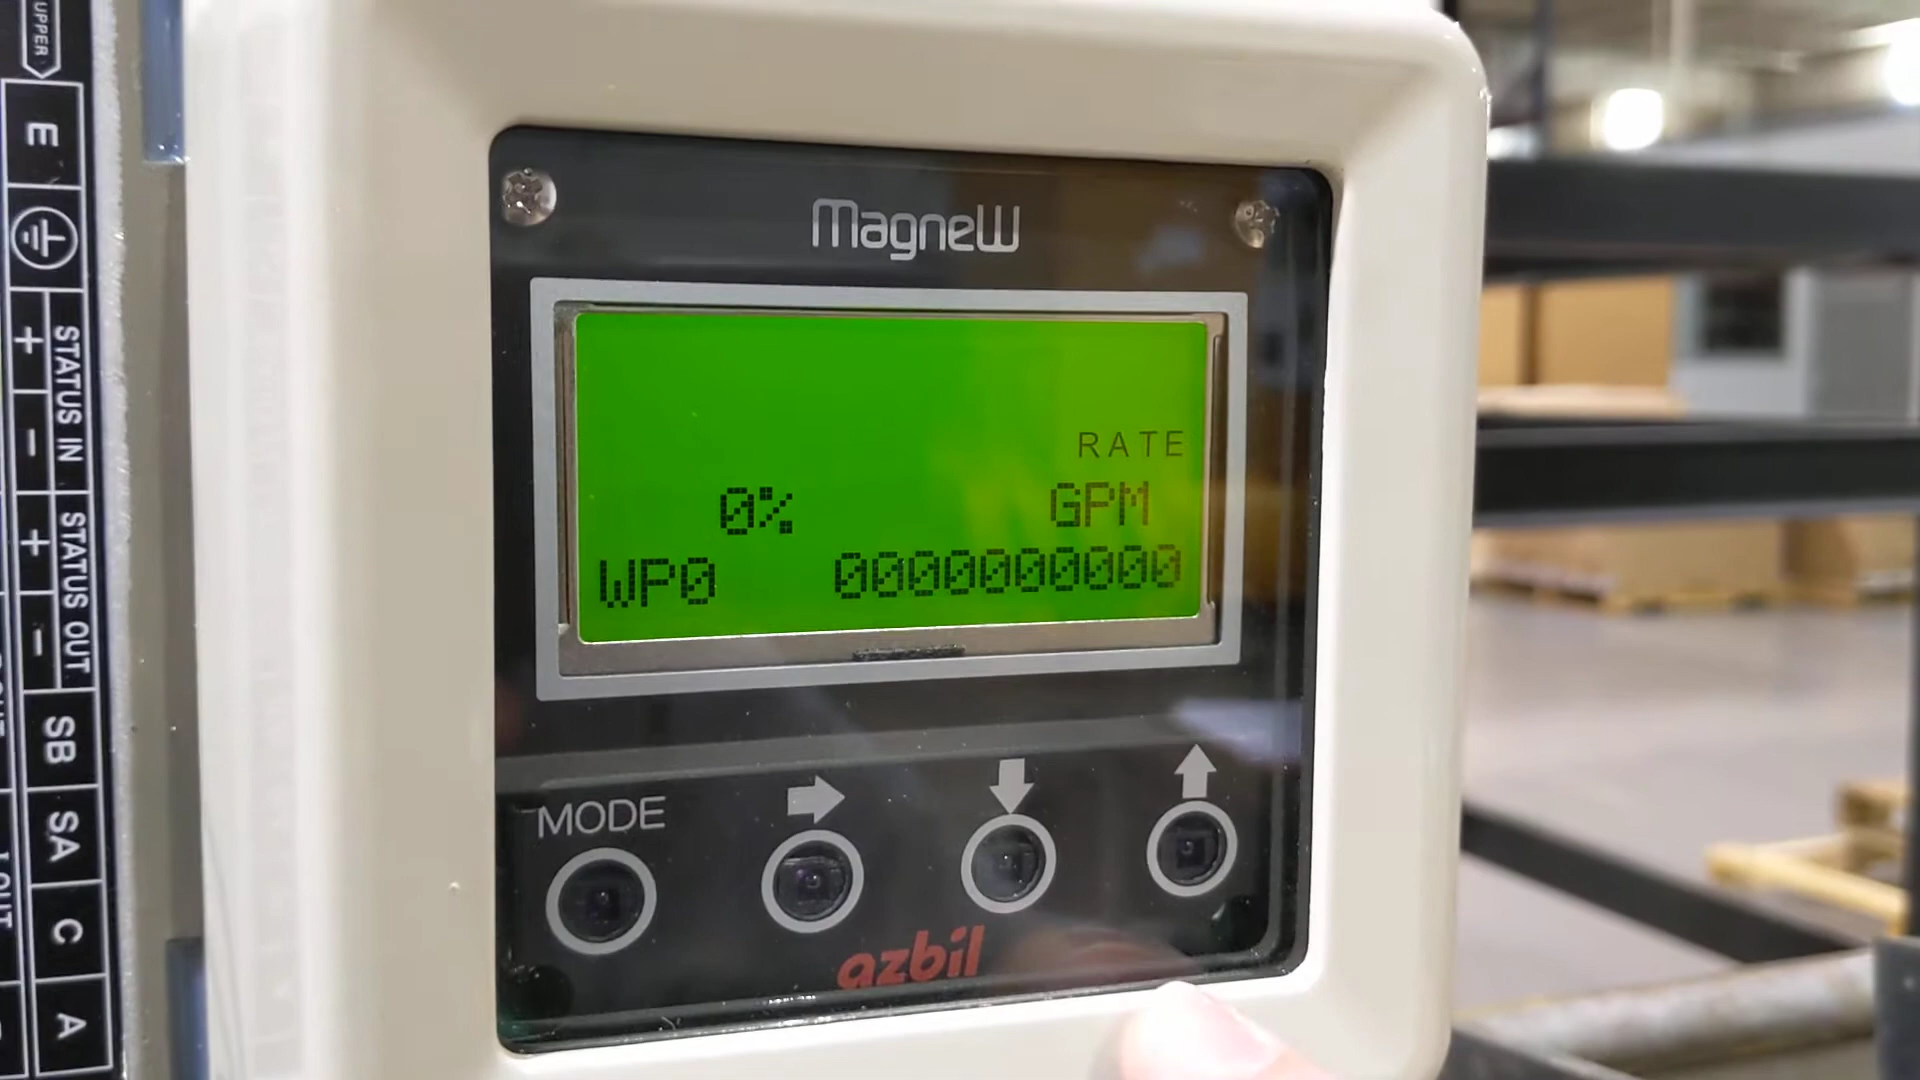 UPPER
E
+
-
STATUS IN
+
-
STATUS OUT
SB
SA
C
A
MagneW
RATE
0% GPM
WP0 0000000000
MODE
azbil